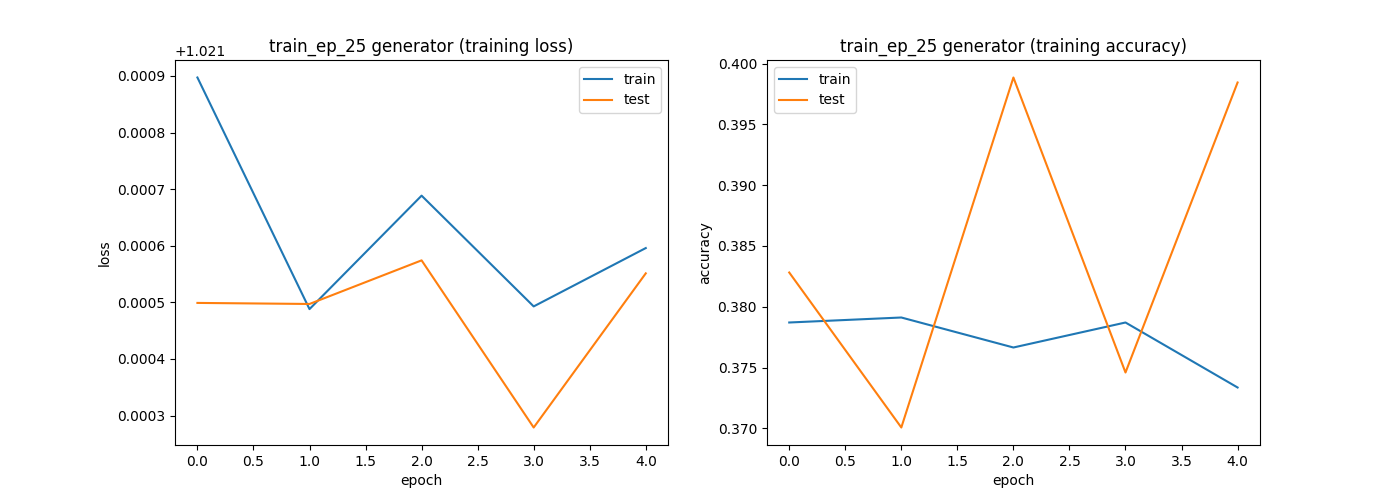 train_ep_25 generator (training loss)
+1.021
0.0009
0.0008
0.0007
0.0006
0.0005
0.0004
0.0003
loss
train
test
0.0 0.5 1.0 1.5 2.0 2.5 3.0 3.5 4.0
epoch
train_ep_25 generator (training accuracy)
0.400
0.395
0.390
0.385
0.380
0.375
0.370
accuracy
train
test
0.0 0.5 1.0 1.5 2.0 2.5 3.0 3.5 4.0
epoch